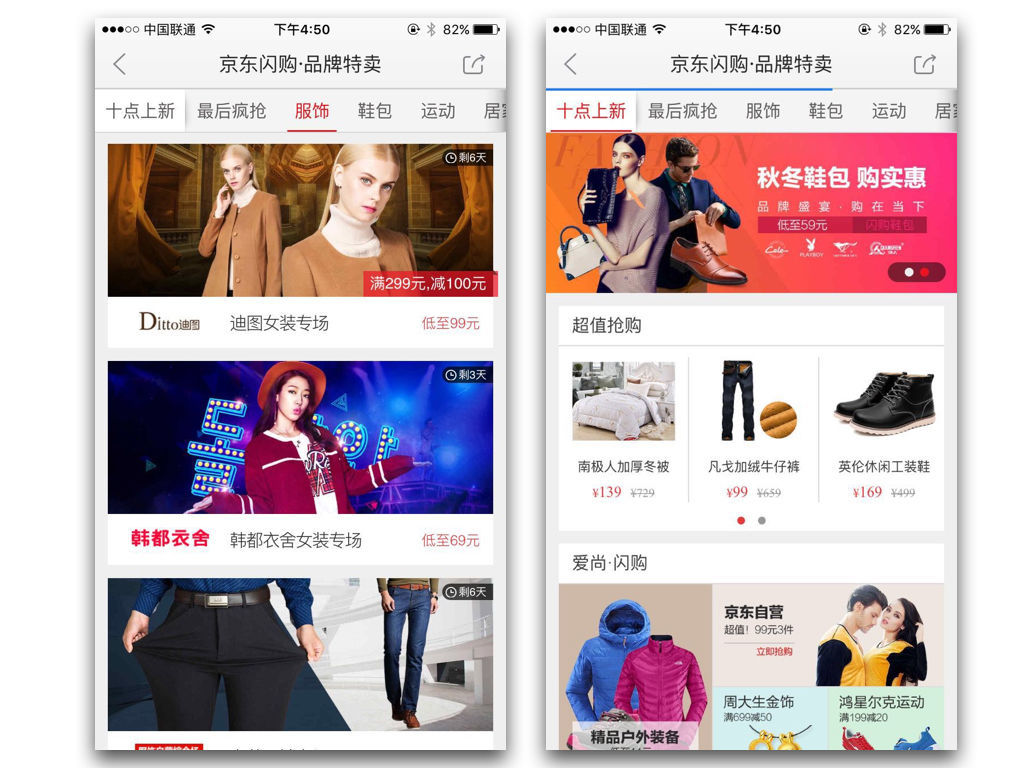 中国联通 下午4:50 82%
京东闪购·品牌特卖
十点上新 最后疯抢 服饰 鞋包 运动 居
剩6天
满299元,减100元
Ditto迪图 迪图女装专场 低至99元
剩3天
韩都衣舍 韩都衣舍女装专场 低至69元
剩6天
中国联通 下午4:50 82%
京东闪购·品牌特卖
十点上新 最后疯抢 服饰 鞋包 运动 居
FASHION
秋冬鞋包 购实惠
品牌盛宴·购在当下
低至59元 闪购鞋包
PLAYBOY
超值抢购
南极人加厚冬被 凡戈加绒牛仔裤 英伦休闲工装鞋
¥139 ¥729 ¥99 ¥659 ¥169 ¥499
爱尚·闪购
京东自营
超值！99元3件
立即抢购
精品户外装备
周大生金饰
满699减50
鸿星尔克运动
满199减20